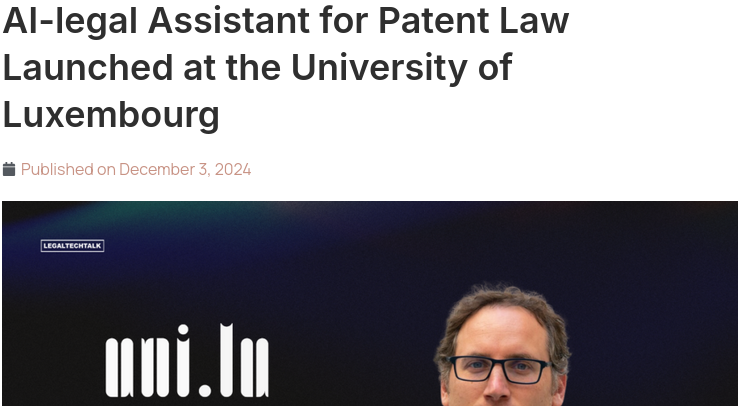 AI-legal Assistant for Patent Law
Launched at the University of
Luxembourg
Published on December 3, 2024
LEGALTECHTALK
uni.lu